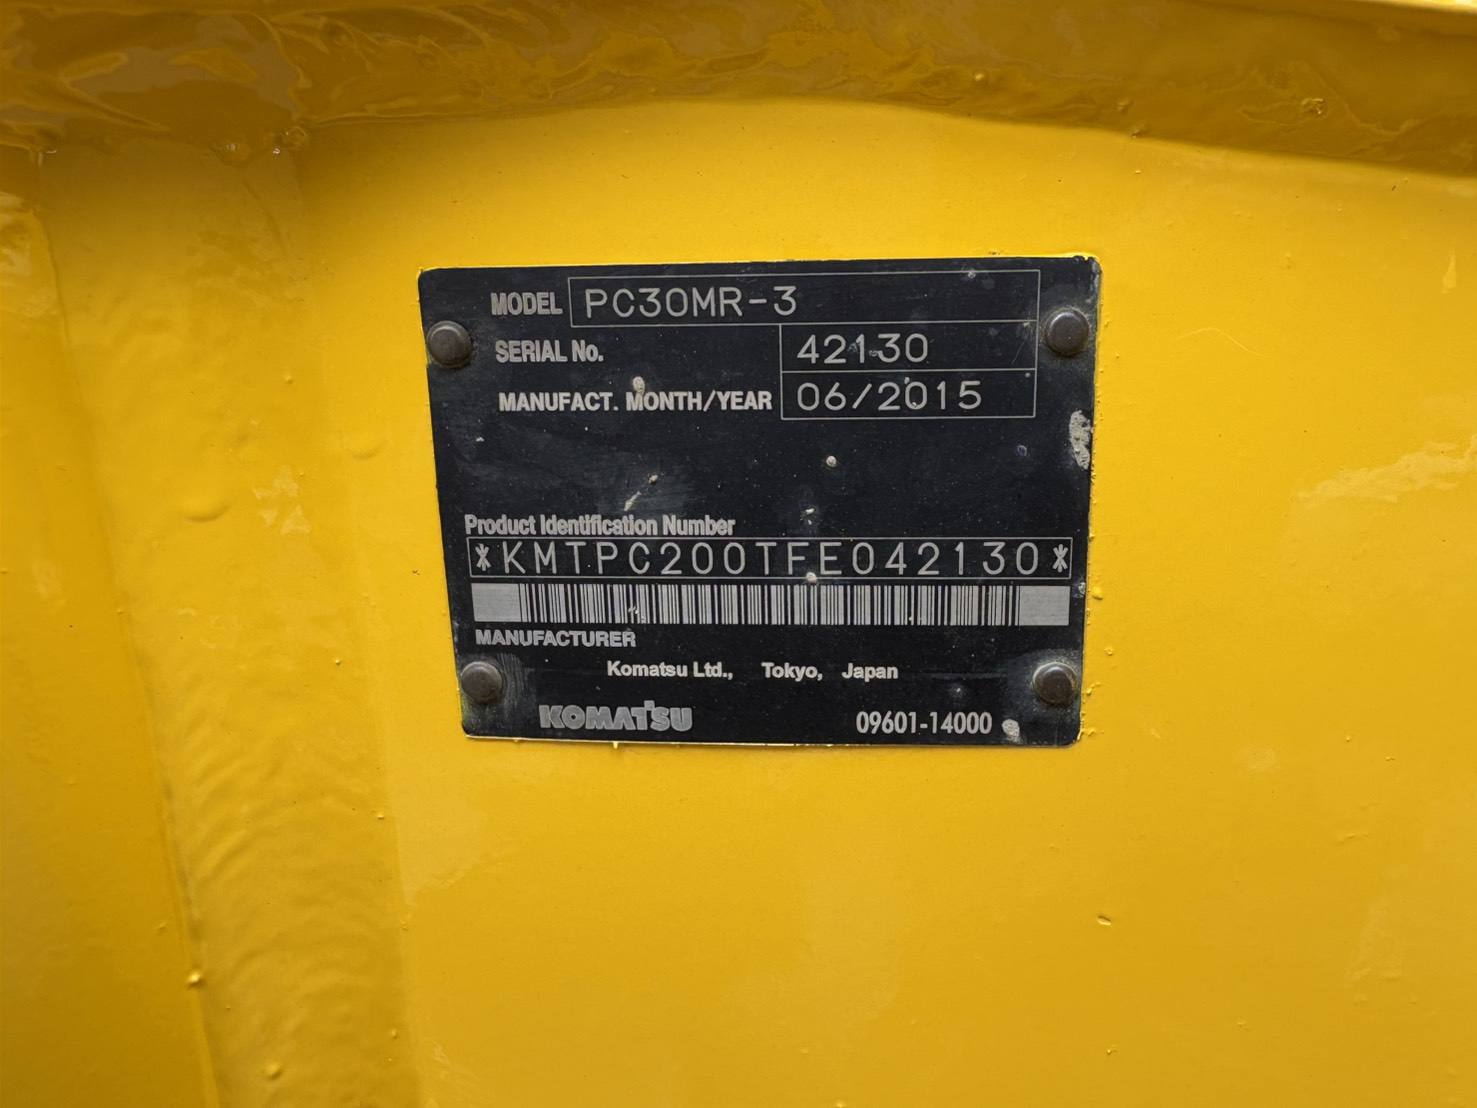 MODEL PC30MR-3
SERIAL No. 42130
MANUFACT. MONTH/YEAR 06/2015
Product Identification Number
*KMTPC200TFE042130*
MANUFACTURER
Komatsu Ltd., Tokyo, Japan
KOMATSU 09601-14000